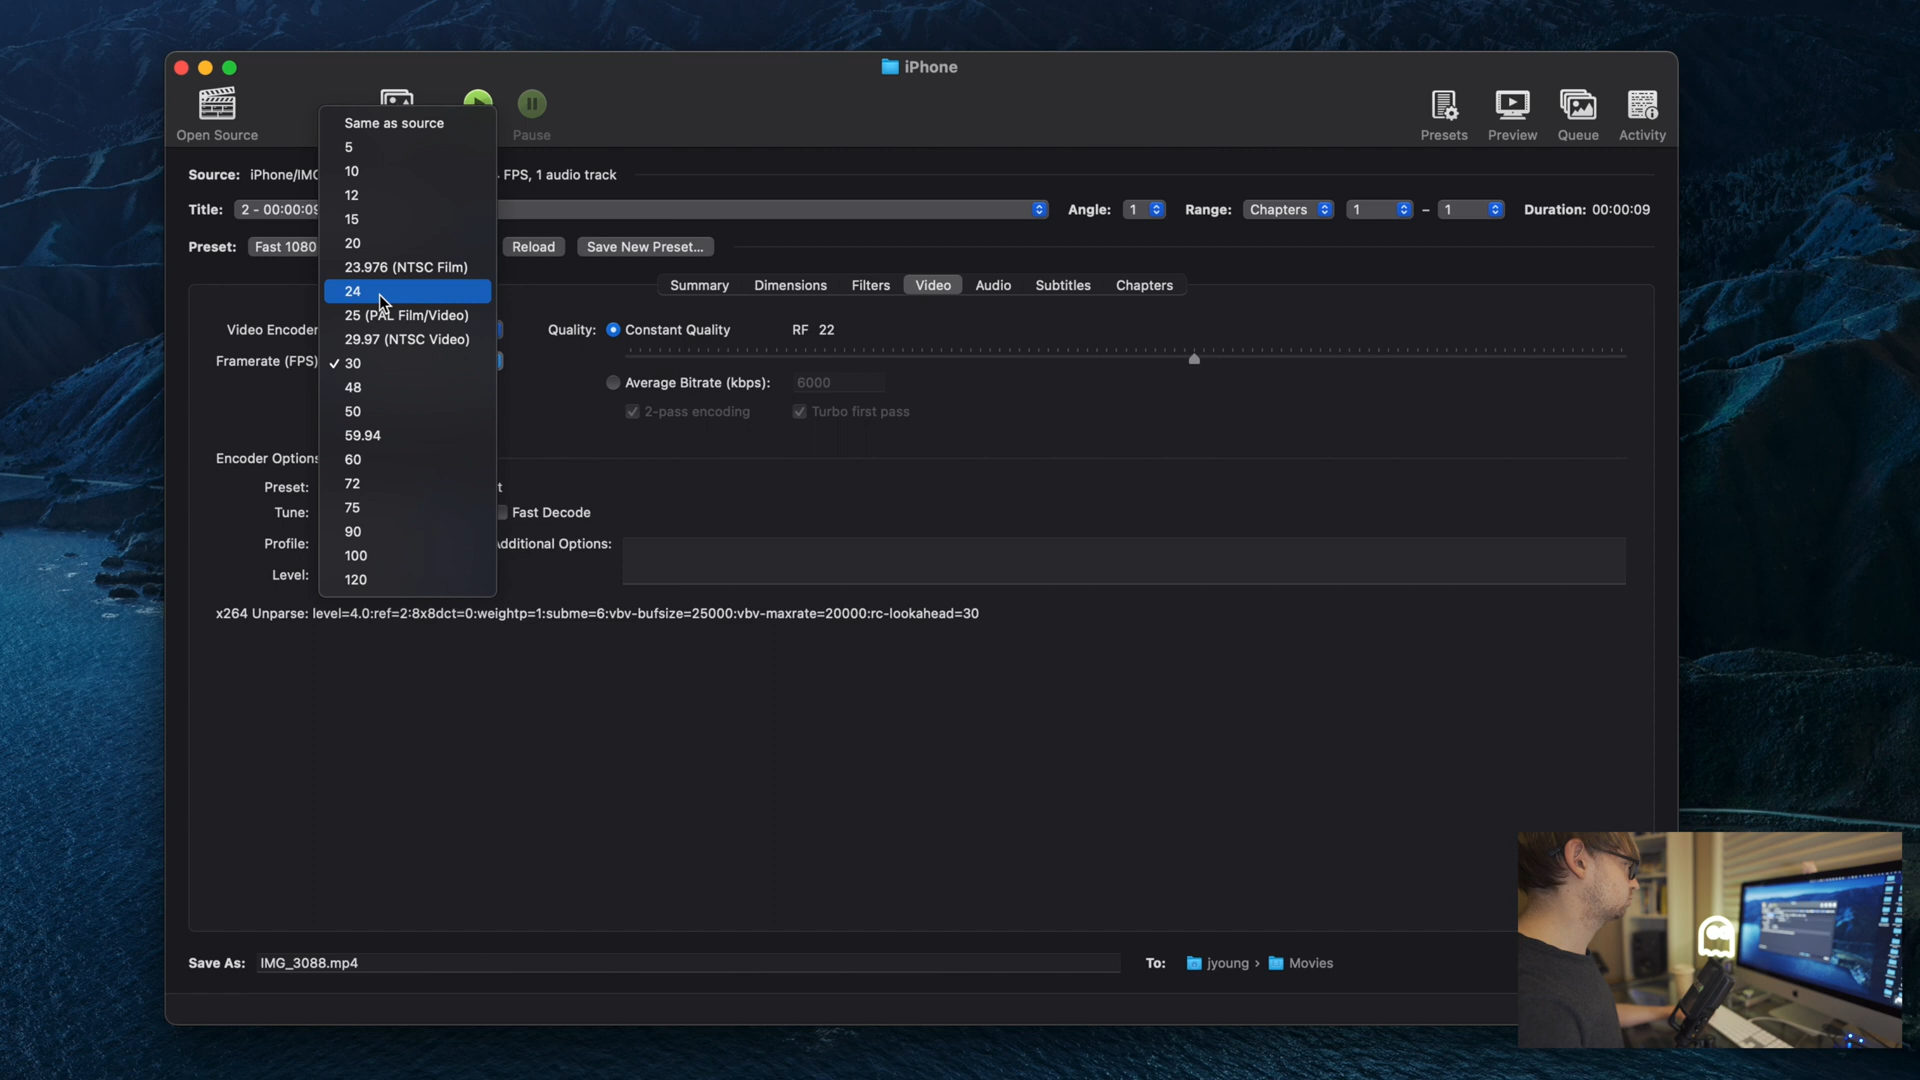 iPhone
Open Source
Pause
Presets
Preview
Queue
Activity
Same as source
5
10
12
15
20
23.976 (NTSC Film)
24
25 (PAL Film/Video)
29.97 (NTSC Video)
✓ 30
48
50
59.94
60
72
75
90
100
120
Source: iPhone/IMG FPS, 1 audio track
Title: 2 - 00:00:09 Angle: 1 Range: Chapters 1 - 1 Duration: 00:00:09
Preset: Fast 1080 Reload Save New Preset...
Summary Dimensions Filters Video Audio Subtitles Chapters
Video Encoder Quality: Constant Quality RF 22
Framerate (FPS)
Average Bitrate (kbps): 6000
2-pass encoding Turbo first pass
Encoder Options
Preset: t
Tune: Fast Decode
Profile: Additional Options:
Level:
x264 Unparse: level=4.0:ref=2:8x8dct=0:weightp=1:subme=6:vbv-bufsize=25000:vbv-maxrate=20000:rc-lookahead=30
Save As: IMG_3088.mp4 To: jyoung › Movies